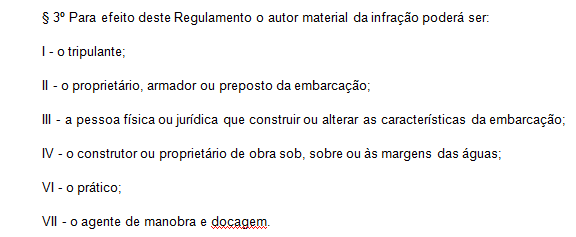 § 3º Para efeito deste Regulamento o autor material da infração poderá ser:
I - o tripulante;
II - o proprietário, armador ou preposto da embarcação;
III - a pessoa física ou jurídica que construir ou alterar as características da embarcação;
IV - o construtor ou proprietário de obra sob, sobre ou às margens das águas;
VI - o prático;
VII - o agente de manobra e docagem.